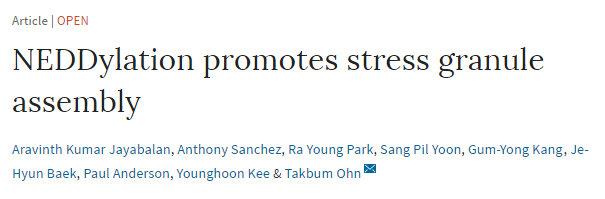 Article | OPEN
NEDDylation promotes stress granule
assembly
Aravinth Kumar Jayabalan, Anthony Sanchez, Ra Young Park, Sang Pil Yoon, Gum-Yong Kang, Je-
Hyun Baek, Paul Anderson, Younghoon Kee & Takbum Ohn